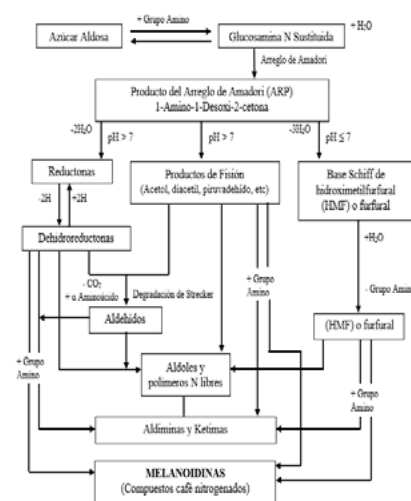 + Grupo Amino
Azúcar Aldosa
Glucosamina N Sustituida
+ H₂O
Arreglo de Amadori
Producto del Arreglo de Amadori (ARP)
1-Amino-1-Desoxi-2-cetona
-2H₂O
pH > 7
pH > 7
-3H₂O
pH ≤ 7
Reductonas
Productos de Fisión
(Acetol, diacetil, piruvadehido, etc)
Base Schiff de
hidroximetilfurfural
(HMF) o furfural
-2H
+2H
+H₂O
Dehidroreductonas
- CO₂
+ α Aminoácido
Degradación de Strecker
+ Grupo
Amino
- Grupo Amino
Aldehidos
(HMF) o furfural
+ Grupo
Amino
Aldoles y
polimeros N libres
+ Grupo
Amino
Aldiminas y Ketimas
MELANOIDINAS
(Compuestos café nitrogenados)